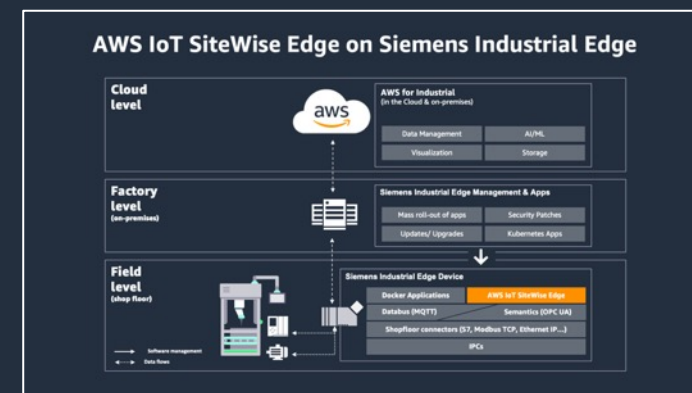 AWS IoT SiteWise Edge on Siemens Industrial Edge
Cloud
level
aws
AWS for Industrial
(in the Cloud & on-premises)
Data Management
AI/ML
Visualization
Storage
Factory
level
(on-premises)
Siemens Industrial Edge Management & Apps
Mass roll-out of apps
Security Patches
Updates/ Upgrades
Kubernetes Apps
Field
level
(shop floor)
Siemens Industrial Edge Device
Docker Applications
AWS IoT SiteWise Edge
Databus (MQTT)
Semantics (OPC UA)
Shopfloor connectors (S7, Modbus TCP, Ethernet IP...)
IPCs
Software management
Data flows